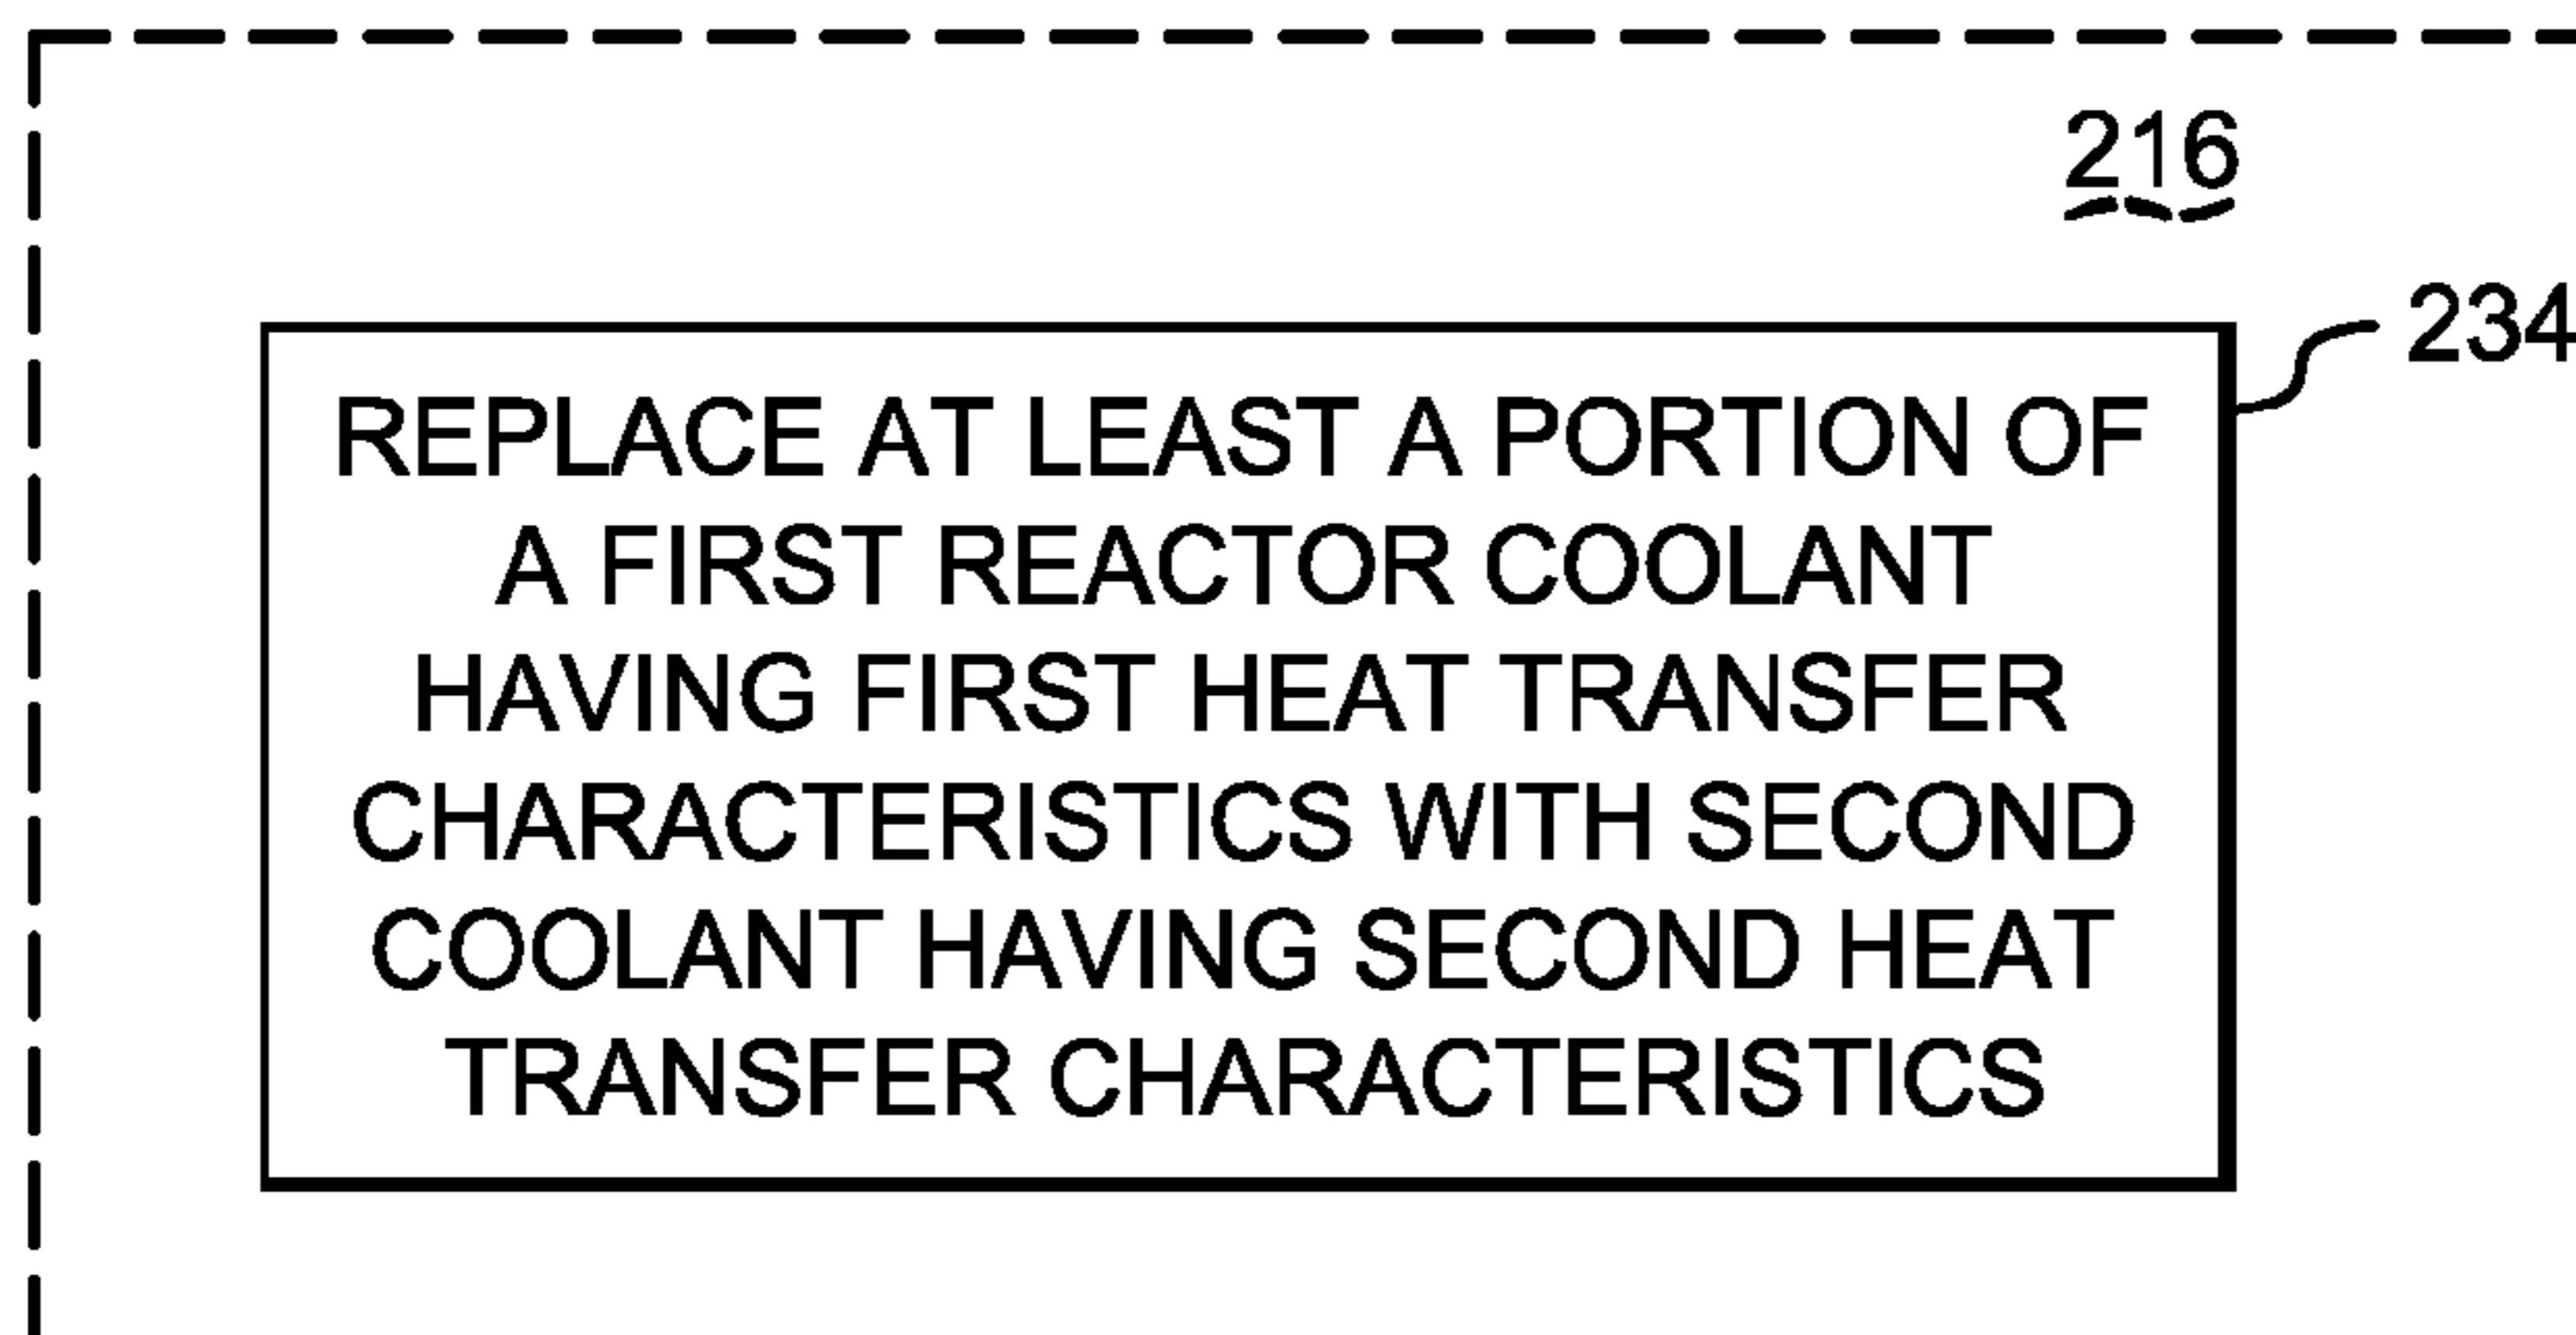 216
234
REPLACE AT LEAST A PORTION OF
A FIRST REACTOR COOLANT
HAVING FIRST HEAT TRANSFER
CHARACTERISTICS WITH SECOND
COOLANT HAVING SECOND HEAT
TRANSFER CHARACTERISTICS